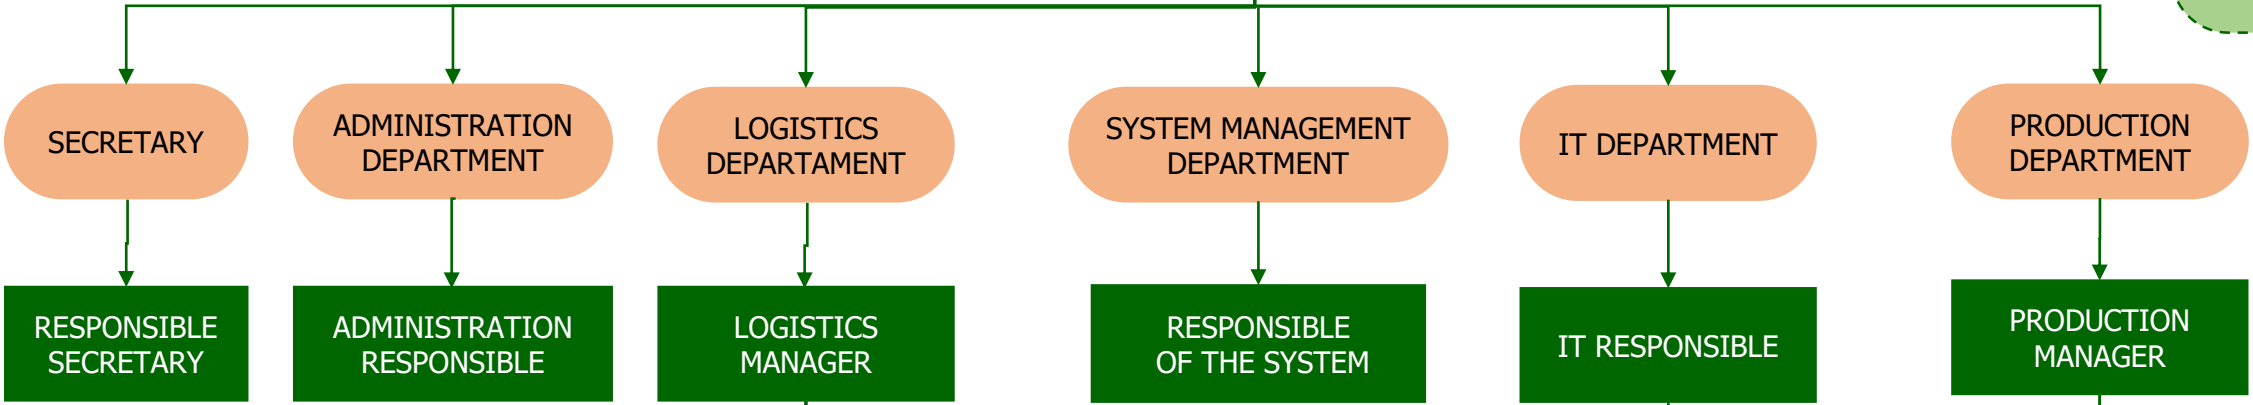 SECRETARY
ADMINISTRATION
DEPARTMENT
LOGISTICS
DEPARTAMENT
SYSTEM MANAGEMENT
DEPARTMENT
IT DEPARTMENT
PRODUCTION
DEPARTMENT
RESPONSIBLE
SECRETARY
ADMINISTRATION
RESPONSIBLE
LOGISTICS
MANAGER
RESPONSIBLE
OF THE SYSTEM
IT RESPONSIBLE
PRODUCTION
MANAGER